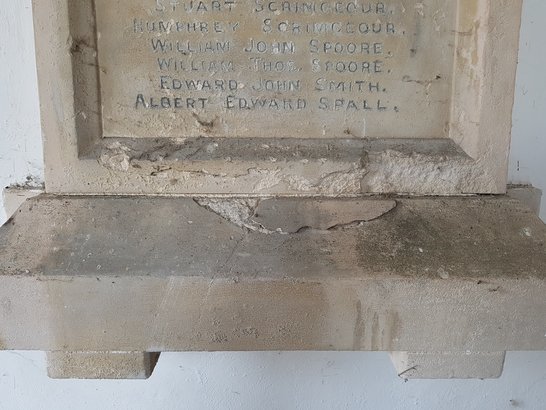 STUART SCRIMGEOUR.
HUMPHREY SCRIMGEOUR.
WILLIAM JOHN SPOORE.
WILLIAM THOS. SPOORE.
EDWARD JOHN SMITH.
ALBERT EDWARD SPALL.